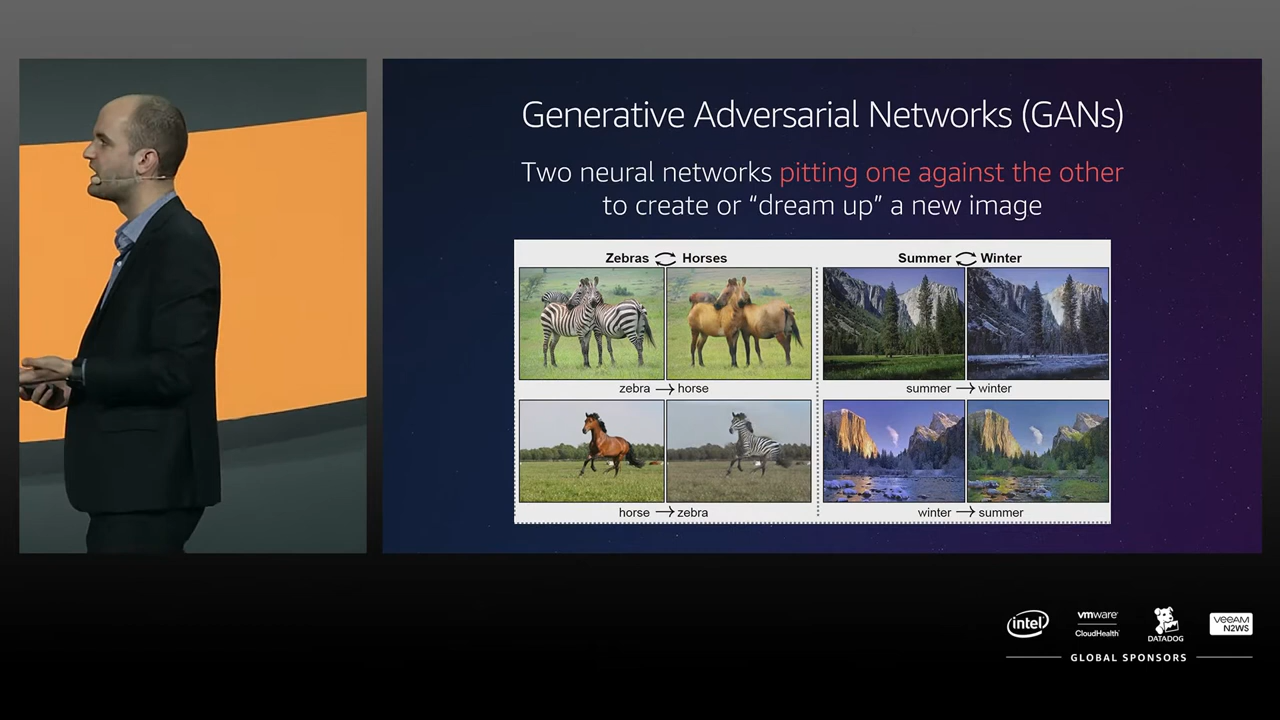 Generative Adversarial Networks (GANs)
Two neural networks pitting one against the other
to create or “dream up” a new image
Zebras Horses
Summer Winter
zebra → horse
summer → winter
horse → zebra
winter → summer
intel
vmware
CloudHealth
DATADOG
VEEAM
N2WS
GLOBAL SPONSORS